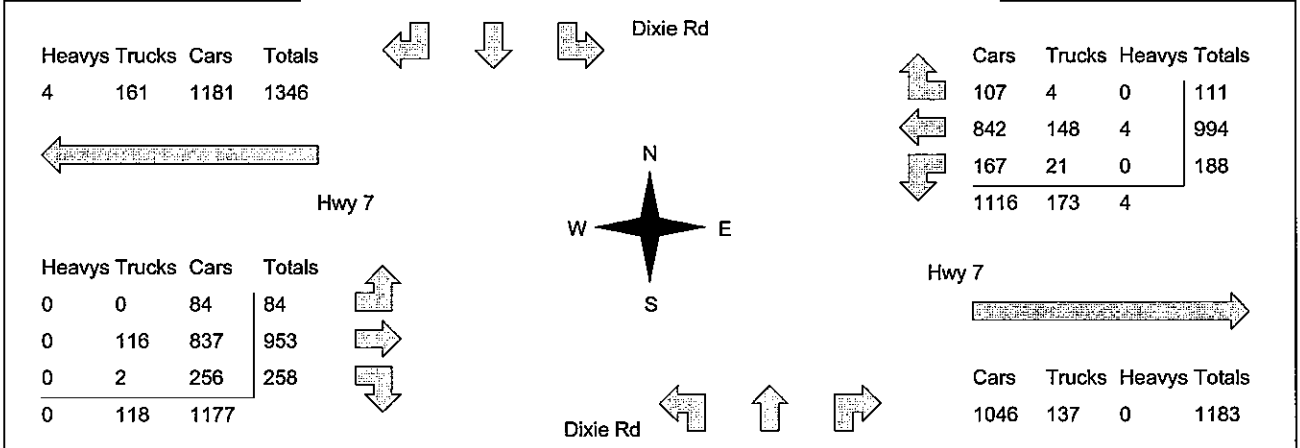 Dixie Rd
Heavys Trucks Cars Totals
4 161 1181 1346
Cars Trucks Heavys Totals
107 4 0 111
842 148 4 994
167 21 0 188
1116 173 4
N
W E
S
Hwy 7
Heavys Trucks Cars Totals
0 0 84 84
0 116 837 953
0 2 256 258
0 118 1177
Hwy 7
Cars Trucks Heavys Totals
1046 137 0 1183
Dixie Rd